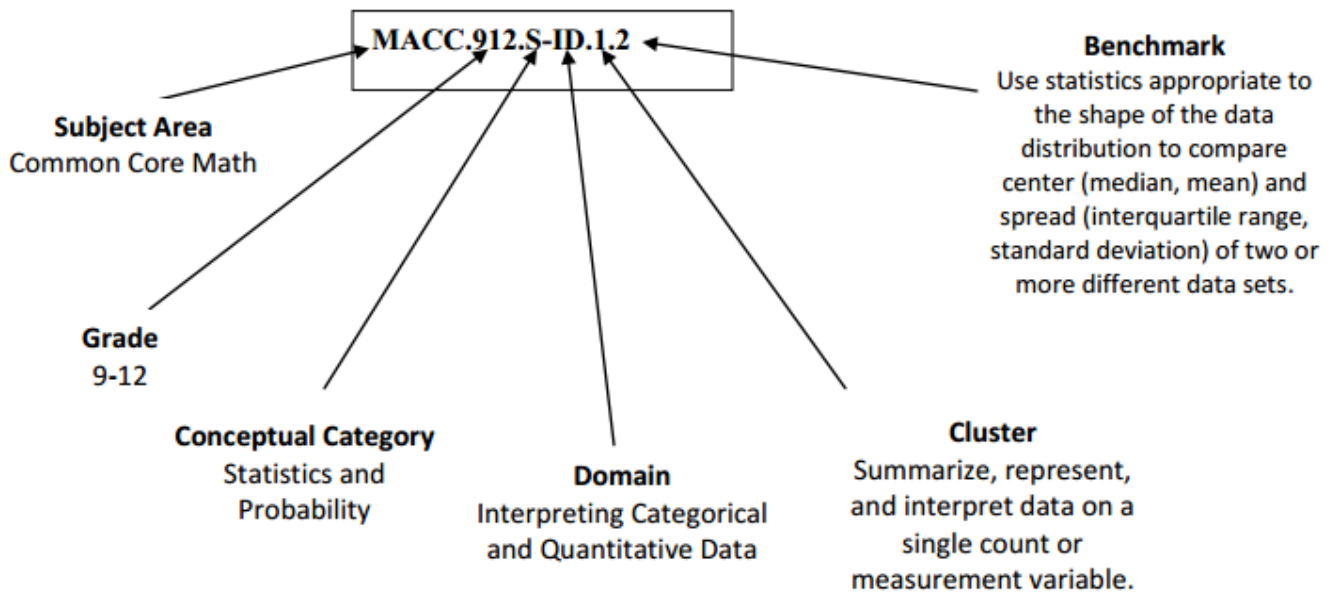 MACC.912.S-ID.1.2
Subject Area
Common Core Math
Grade
9-12
Conceptual Category
Statistics and
Probability
Domain
Interpreting Categorical
and Quantitative Data
Cluster
Summarize, represent,
and interpret data on a
single count or
measurement variable.
Benchmark
Use statistics appropriate to
the shape of the data
distribution to compare
center (median, mean) and
spread (interquartile range,
standard deviation) of two or
more different data sets.